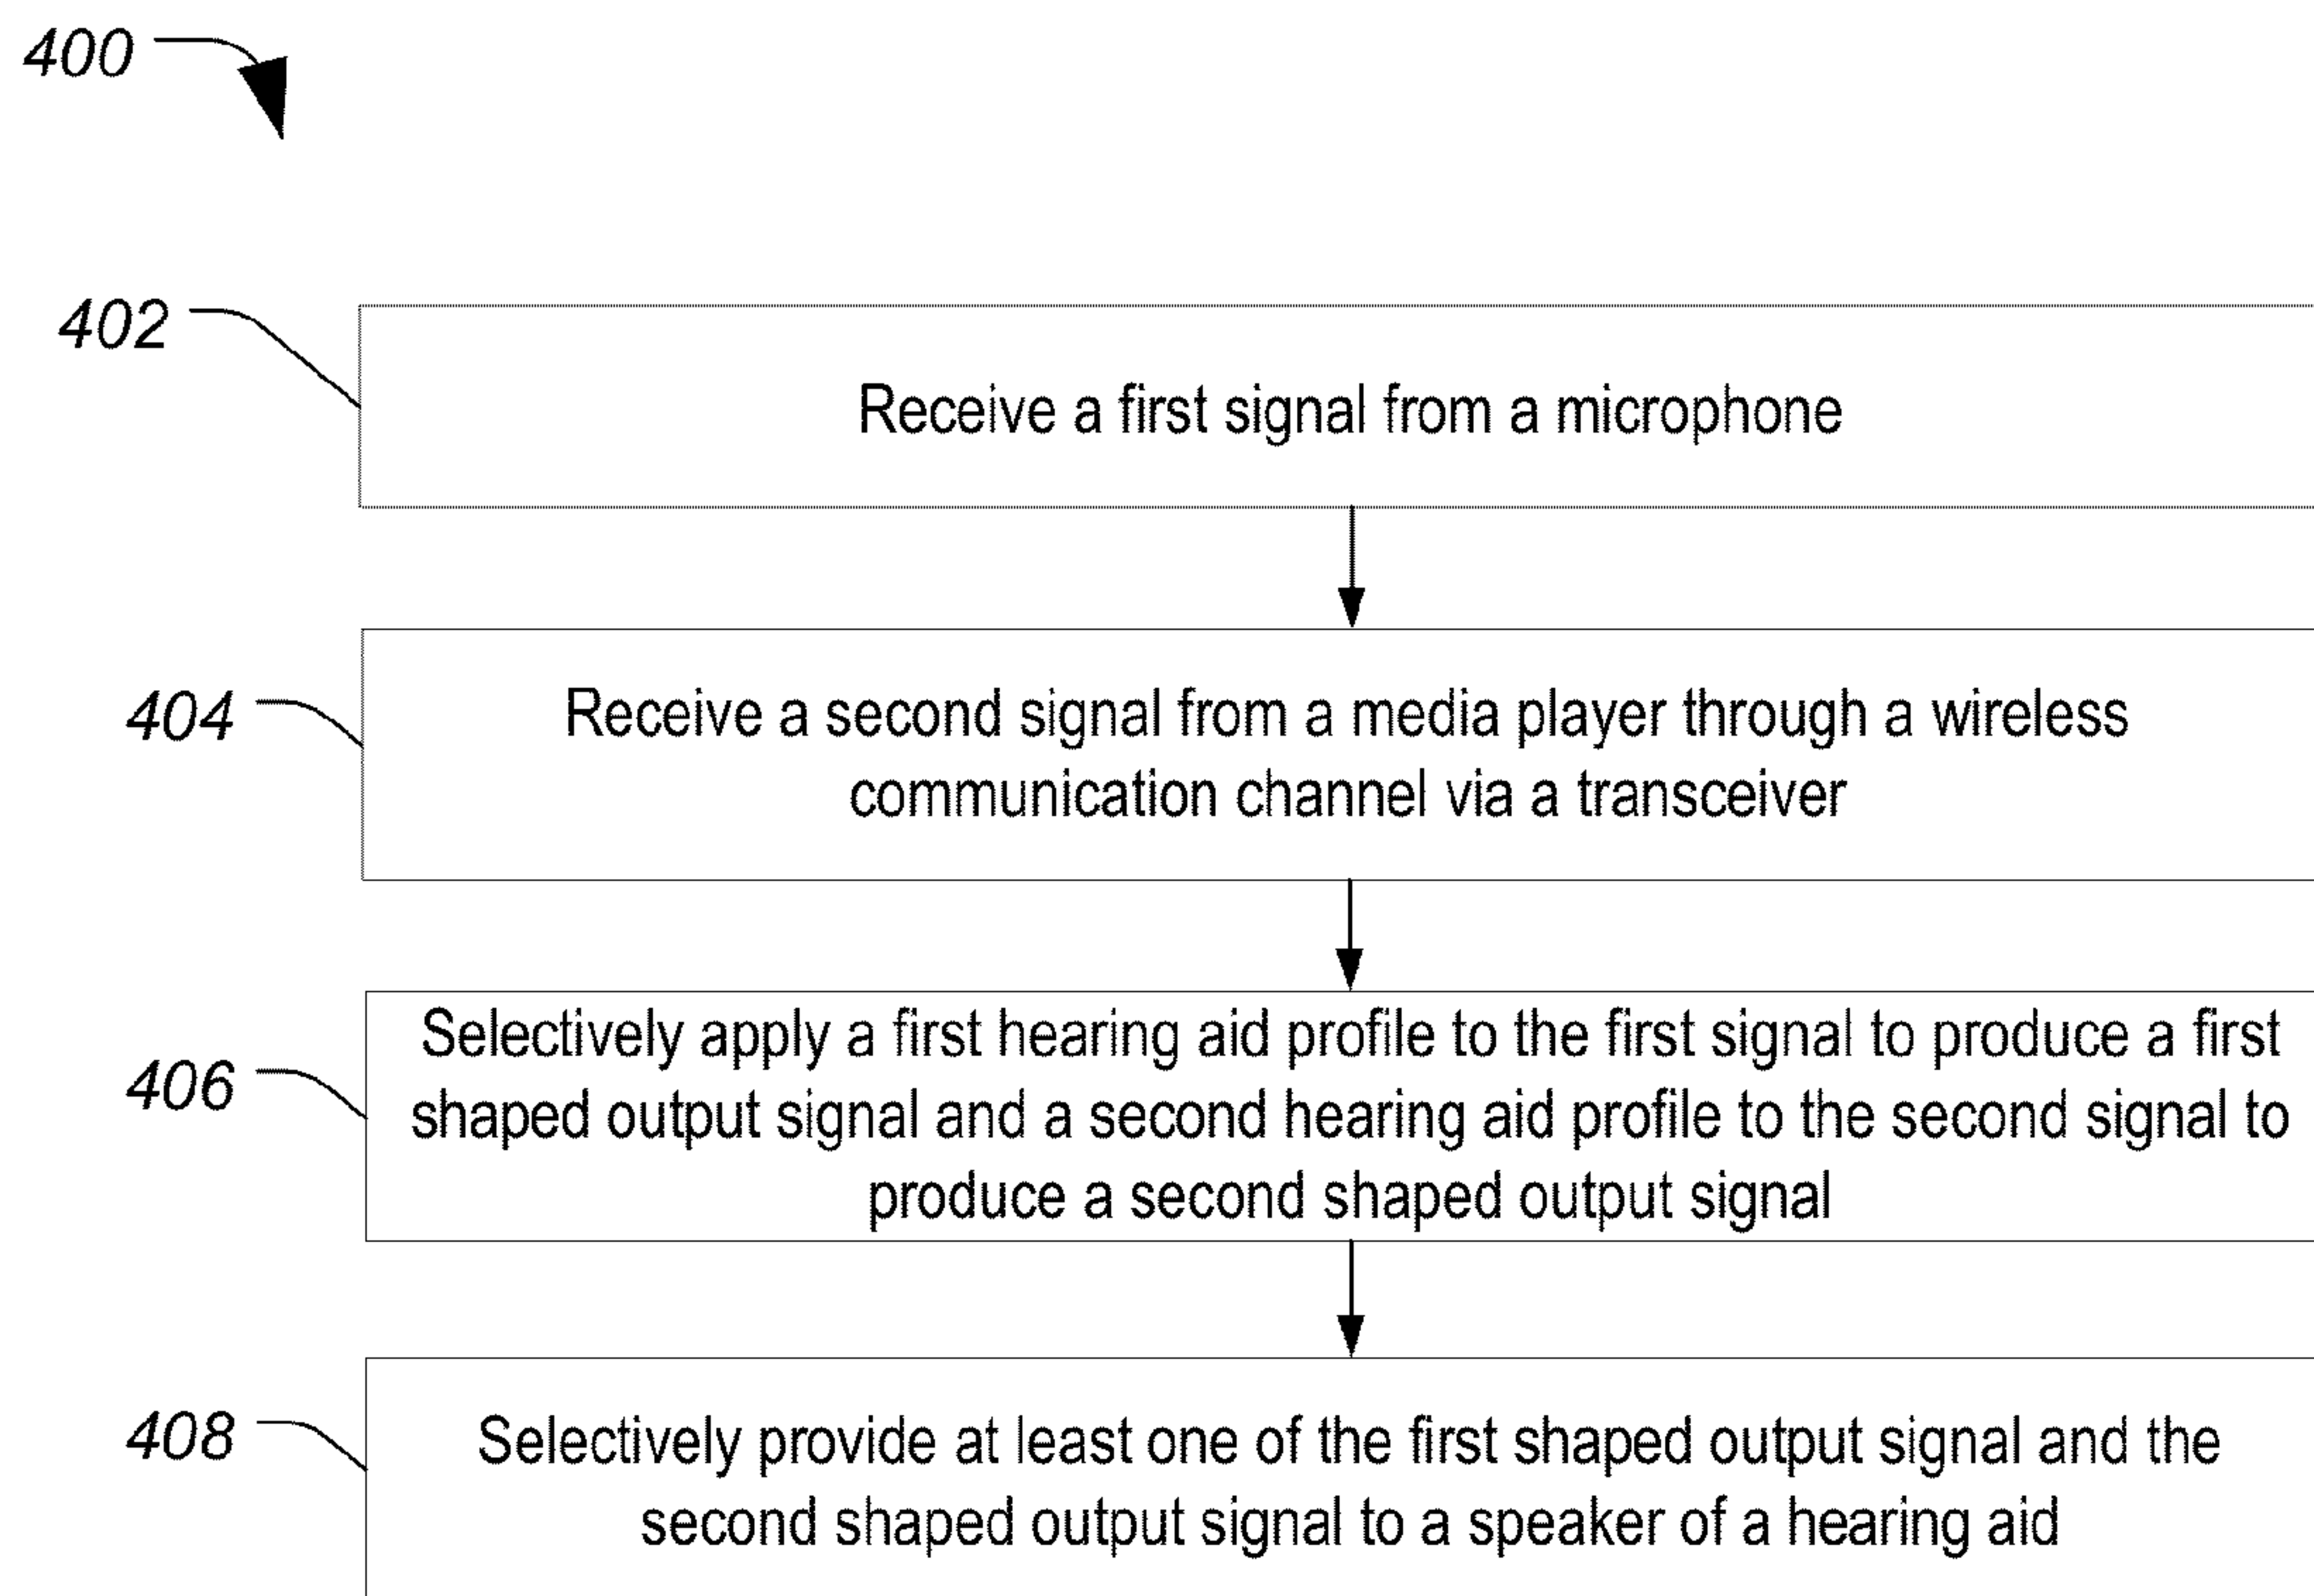 400
402
Receive a first signal from a microphone
404
Receive a second signal from a media player through a wireless
communication channel via a transceiver
406
Selectively apply a first hearing aid profile to the first signal to produce a first
shaped output signal and a second hearing aid profile to the second signal to
produce a second shaped output signal
408
Selectively provide at least one of the first shaped output signal and the
second shaped output signal to a speaker of a hearing aid